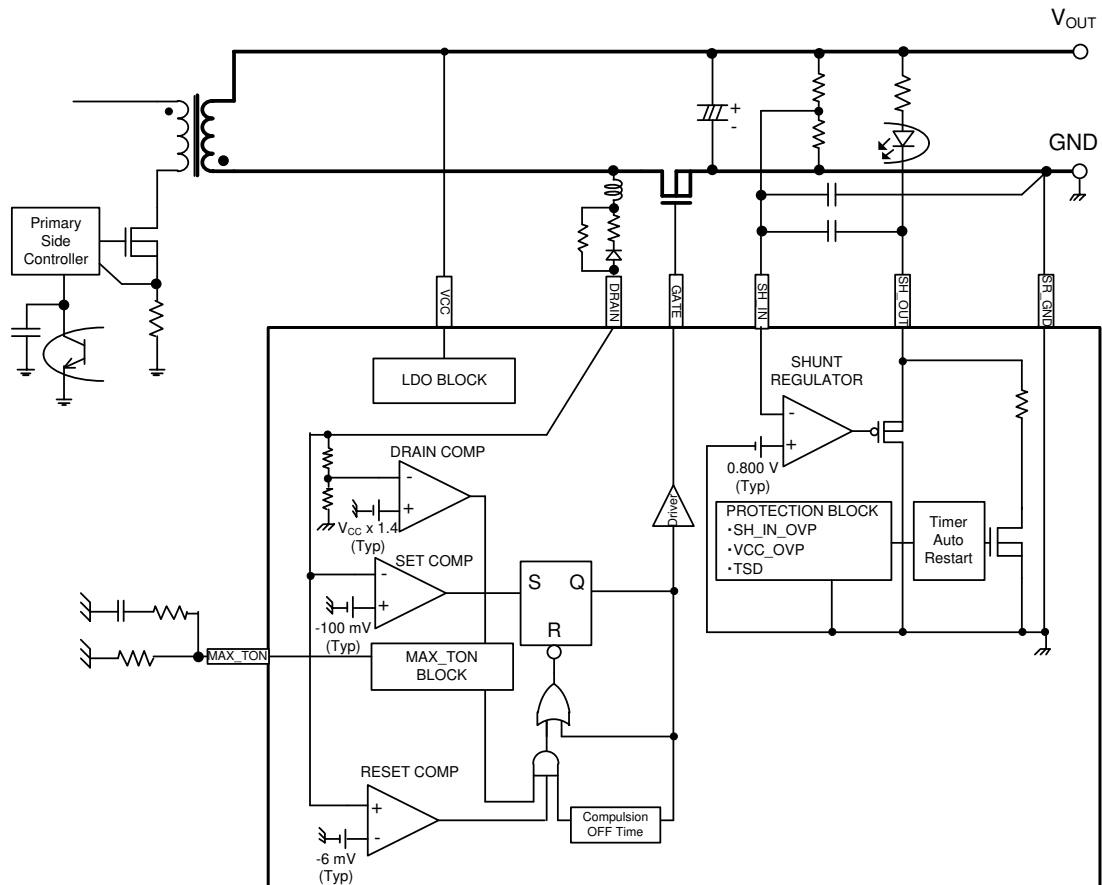 VOUT
+
-
GND
Primary
Side
Controller
VCC
DRAIN
GATE
SH_IN
SH_OUT
SR_GND
LDO BLOCK
SHUNT
REGULATOR
-
+
0.800 V
(Typ)
DRAIN COMP
-
+
VCC x 1.4
(Typ)
Driver
PROTECTION BLOCK
・SH_IN_OVP
・VCC_OVP
・TSD
Timer
Auto
Restart
SET COMP
-
+
-100 mV
(Typ)
S Q
R
MAX_TON
MAX_TON
BLOCK
RESET COMP
+
-
-6 mV
(Typ)
Compulsion
OFF Time